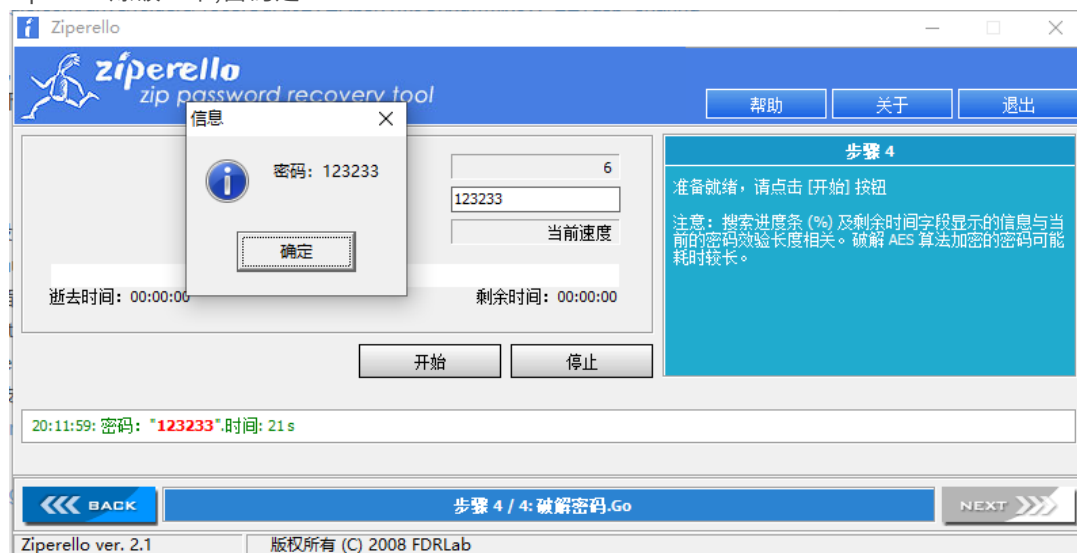 Ziperello
ziperello
zip password recovery tool
帮助
关于
退出
信息
密码：123233
确定
6
123233
当前速度
逝去时间：00:00:00
剩余时间：00:00:00
开始
停止
步骤 4
准备就绪，请点击 [开始] 按钮
注意：搜索进度条 (%) 及剩余时间字段显示的信息与当
前的密码效验长度相关。破解 AES 算法加密的密码可能
耗时较长。
20:11:59: 密码："123233".时间: 21 s
BACK
步骤 4 / 4: 破解密码.Go
NEXT
Ziperello ver. 2.1
版权所有 (C) 2008 FDRLab